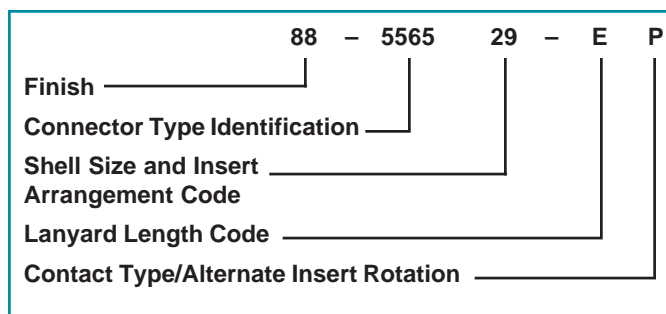 88 – 5565 29 – E P
Finish
Connector Type Identification
Shell Size and Insert
Arrangement Code
Lanyard Length Code
Contact Type/Alternate Insert Rotation